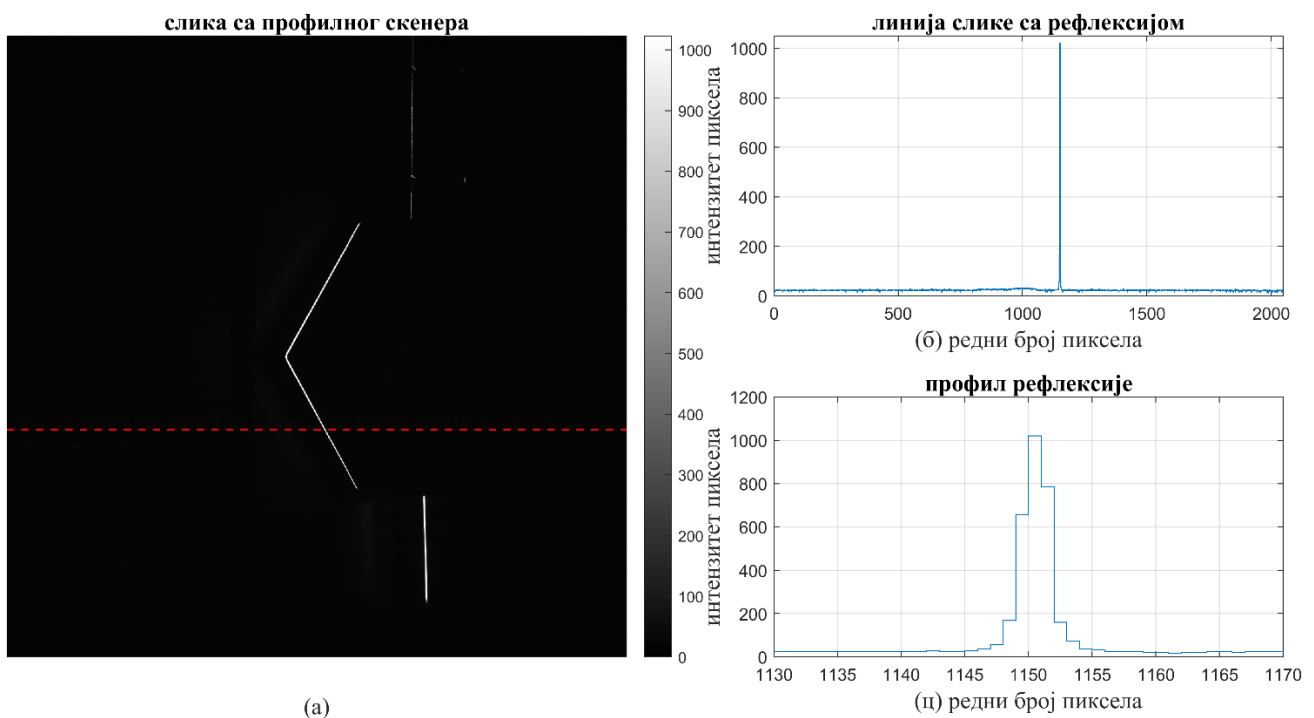 слика са профилног скенера
1000
900
800
700
600
500
400
300
200
100
0
(а)
линија слике са рефлексијом
интензитет пиксела
1000
800
600
400
200
0
0 500 1000 1500 2000
(б) редни број пиксела
профил рефлексије
интензитет пиксела
1200
1000
800
600
400
200
0
1130 1135 1140 1145 1150 1155 1160 1165 1170
(ц) редни број пиксела